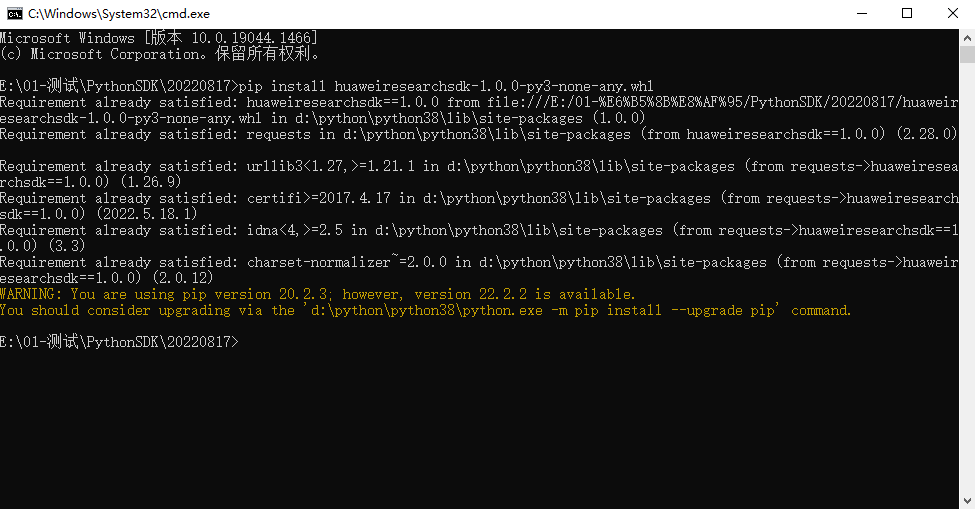 C:\Windows\System32\cmd.exe
Microsoft Windows [版本 10.0.19044.1466]
(c) Microsoft Corporation。保留所有权利。
E:\01-测试\PythonSDK\20220817>pip install huaweiresearchsdk-1.0.0-py3-none-any.whl
Requirement already satisfied: huaweiresearchsdk==1.0.0 from file:///E:/01-%E6%B5%8B%E8%AF%95/PythonSDK/20220817/huaweir
esearchsdk-1.0.0-py3-none-any.whl in d:\python\python38\lib\site-packages (1.0.0)
Requirement already satisfied: requests in d:\python\python38\lib\site-packages (from huaweiresearchsdk==1.0.0) (2.28.0)
Requirement already satisfied: urllib3<1.27,>=1.21.1 in d:\python\python38\lib\site-packages (from requests->huaweiresea
rchsdk==1.0.0) (1.26.9)
Requirement already satisfied: certifi>=2017.4.17 in d:\python\python38\lib\site-packages (from requests->huaweiresearch
sdk==1.0.0) (2022.5.18.1)
Requirement already satisfied: idna<4,>=2.5 in d:\python\python38\lib\site-packages (from requests->huaweiresearchsdk==1
.0.0) (3.3)
Requirement already satisfied: charset-normalizer~=2.0.0 in d:\python\python38\lib\site-packages (from requests->huaweir
esearchsdk==1.0.0) (2.0.12)
WARNING: You are using pip version 20.2.3; however, version 22.2.2 is available.
You should consider upgrading via the 'd:\python\python38\python.exe -m pip install --upgrade pip' command.
E:\01-测试\PythonSDK\20220817>